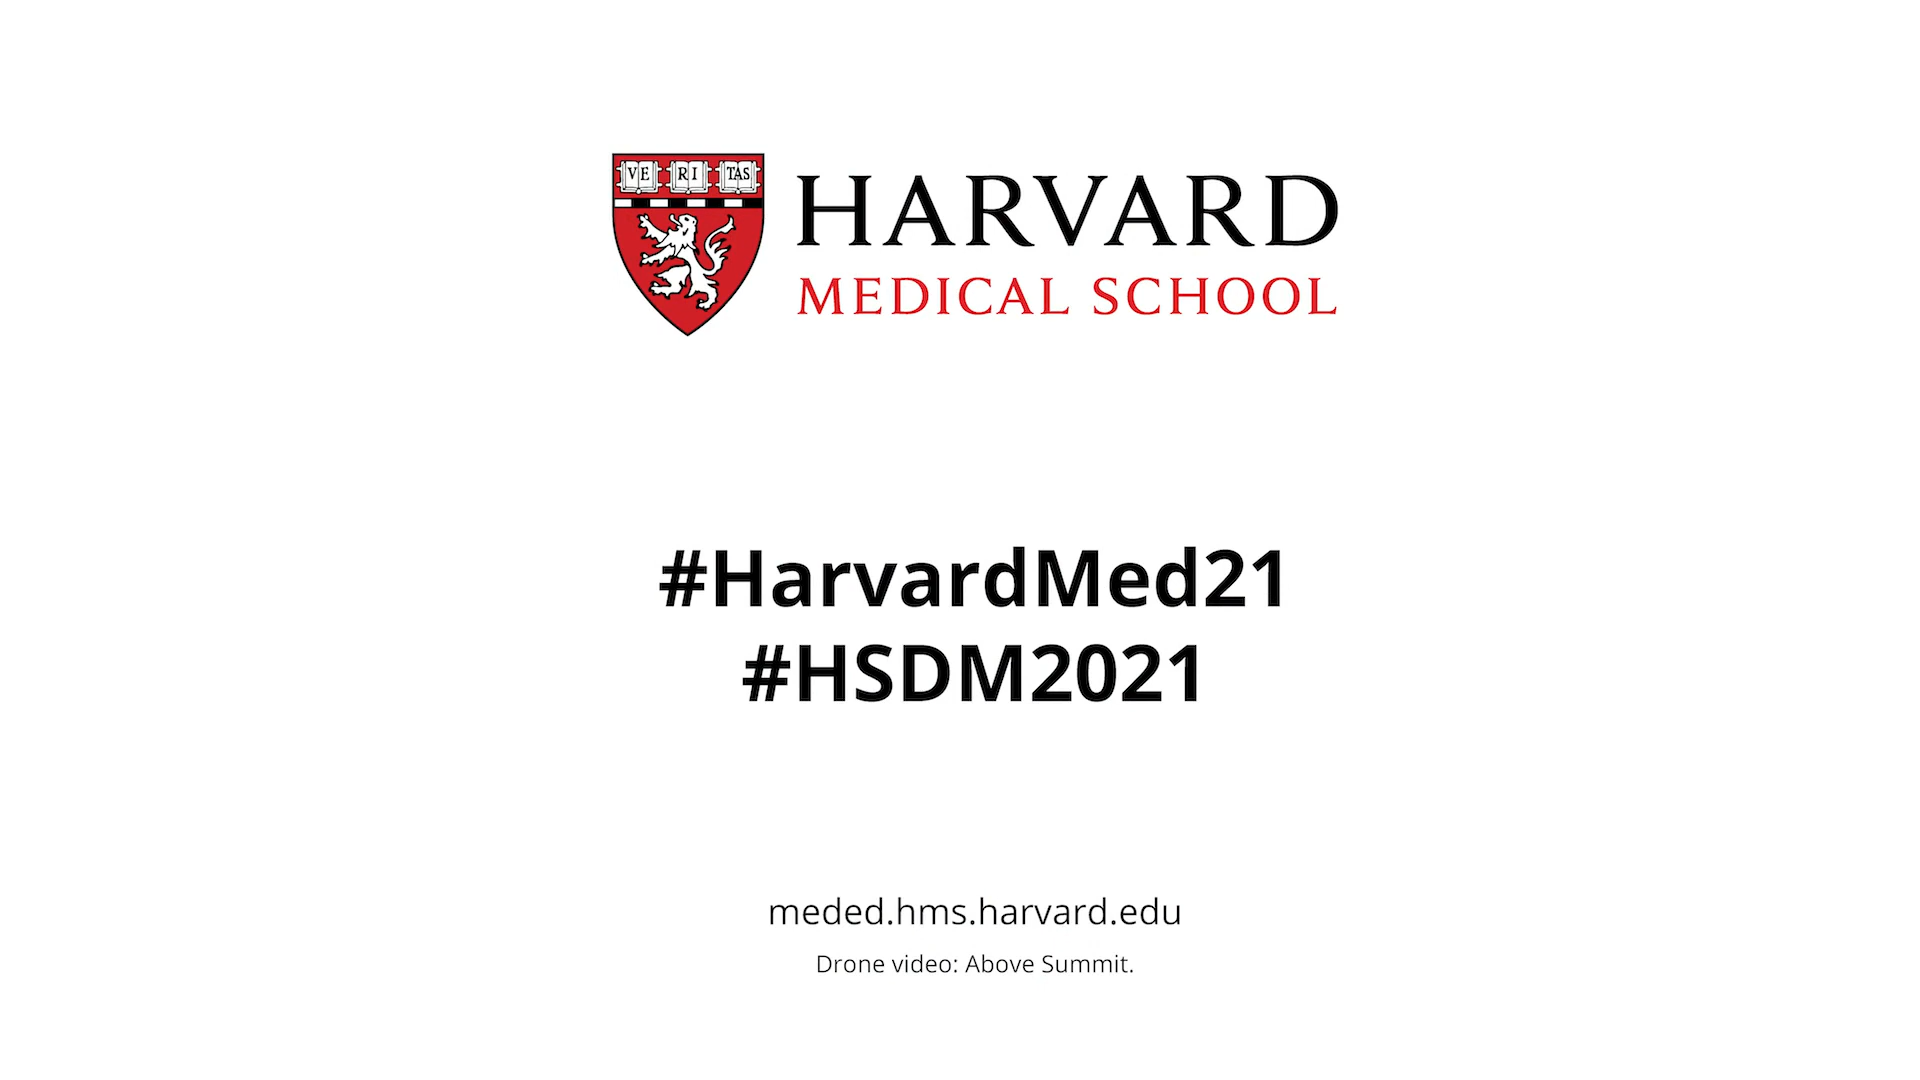 VE RI TAS
HARVARD
MEDICAL SCHOOL
#HarvardMed21
#HSDM2021
meded.hms.harvard.edu
Drone video: Above Summit.